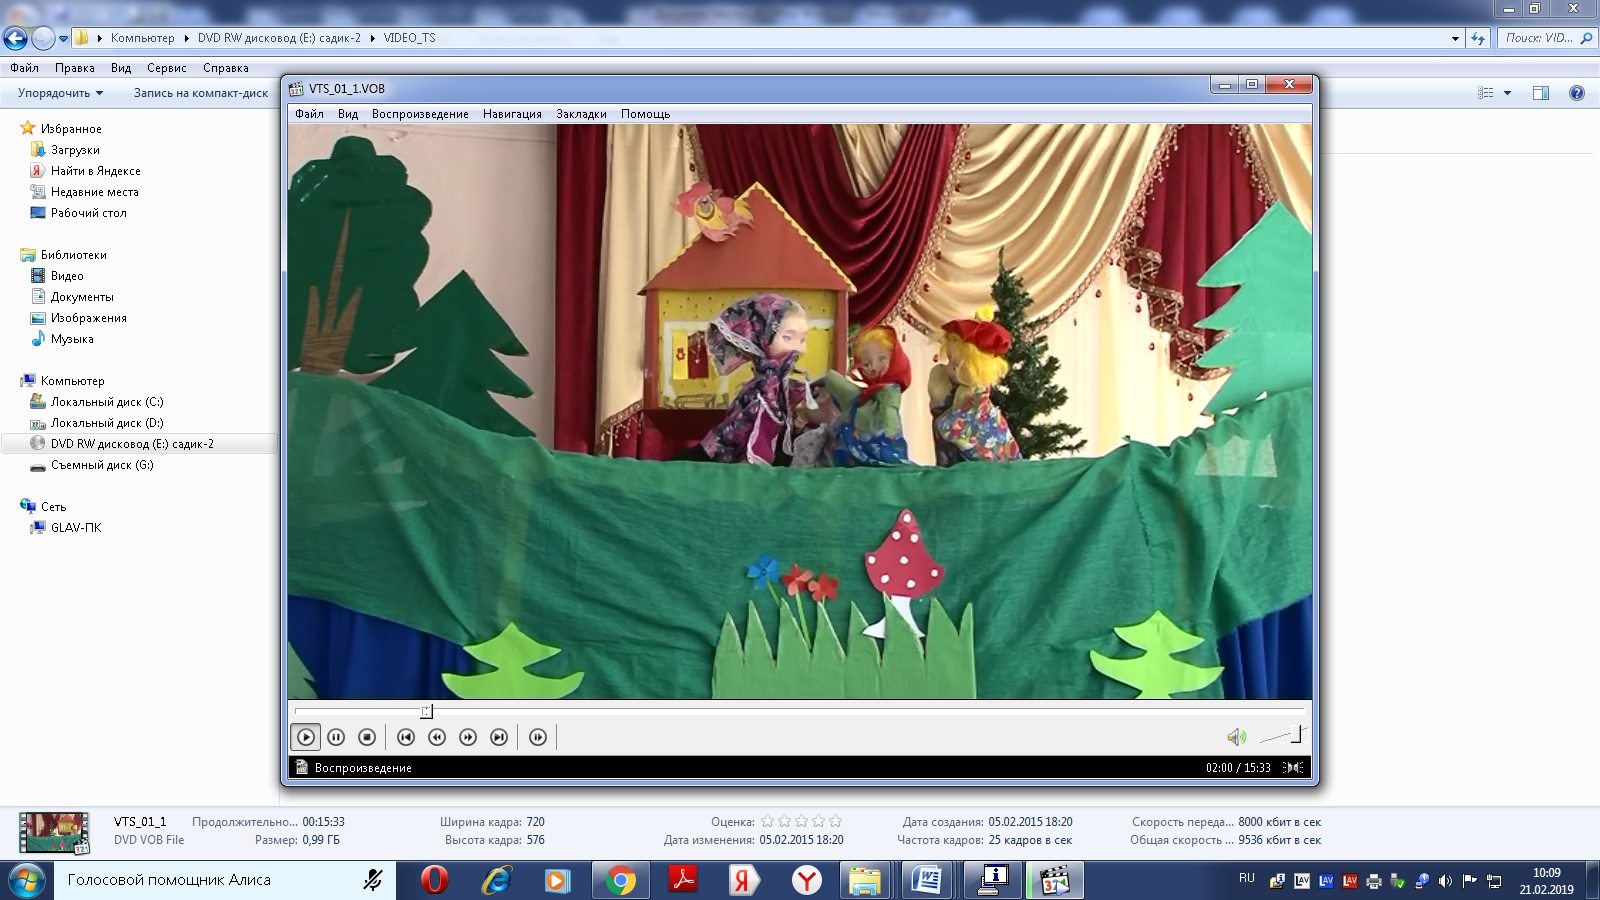 Компьютер ▸ DVD RW дисковод (E:) садик-2 ▸ VIDEO_TS
Поиск: VID...
Файл Правка Вид Сервис Справка
Упорядочить Запись на компакт-диск
Избранное
Загрузки
Найти в Яндексе
Недавние места
Рабочий стол
Библиотеки
Видео
Документы
Изображения
Музыка
Компьютер
Локальный диск (C:)
Локальный диск (D:)
DVD RW дисковод (E:) садик-2
Съемный диск (G:)
Сеть
GLAV-ПК
VTS_01_1.VOB
Файл Вид Воспроизведение Навигация Закладки Помощь
Воспроизведение 02:00 / 15:33
VTS_01_1 Продолжительно... 00:15:33 Ширина кадра: 720 Оценка: Дата создания: 05.02.2015 18:20 Скорость переда... 8000 кбит в сек
DVD VOB File Размер: 0,99 ГБ Высота кадра: 576 Дата изменения: 05.02.2015 18:20 Частота кадров: 25 кадров в сек Общая скорость ... 9536 кбит в сек
Голосовой помощник Алиса
RU
LAV LAV LAV
10:09
21.02.2019